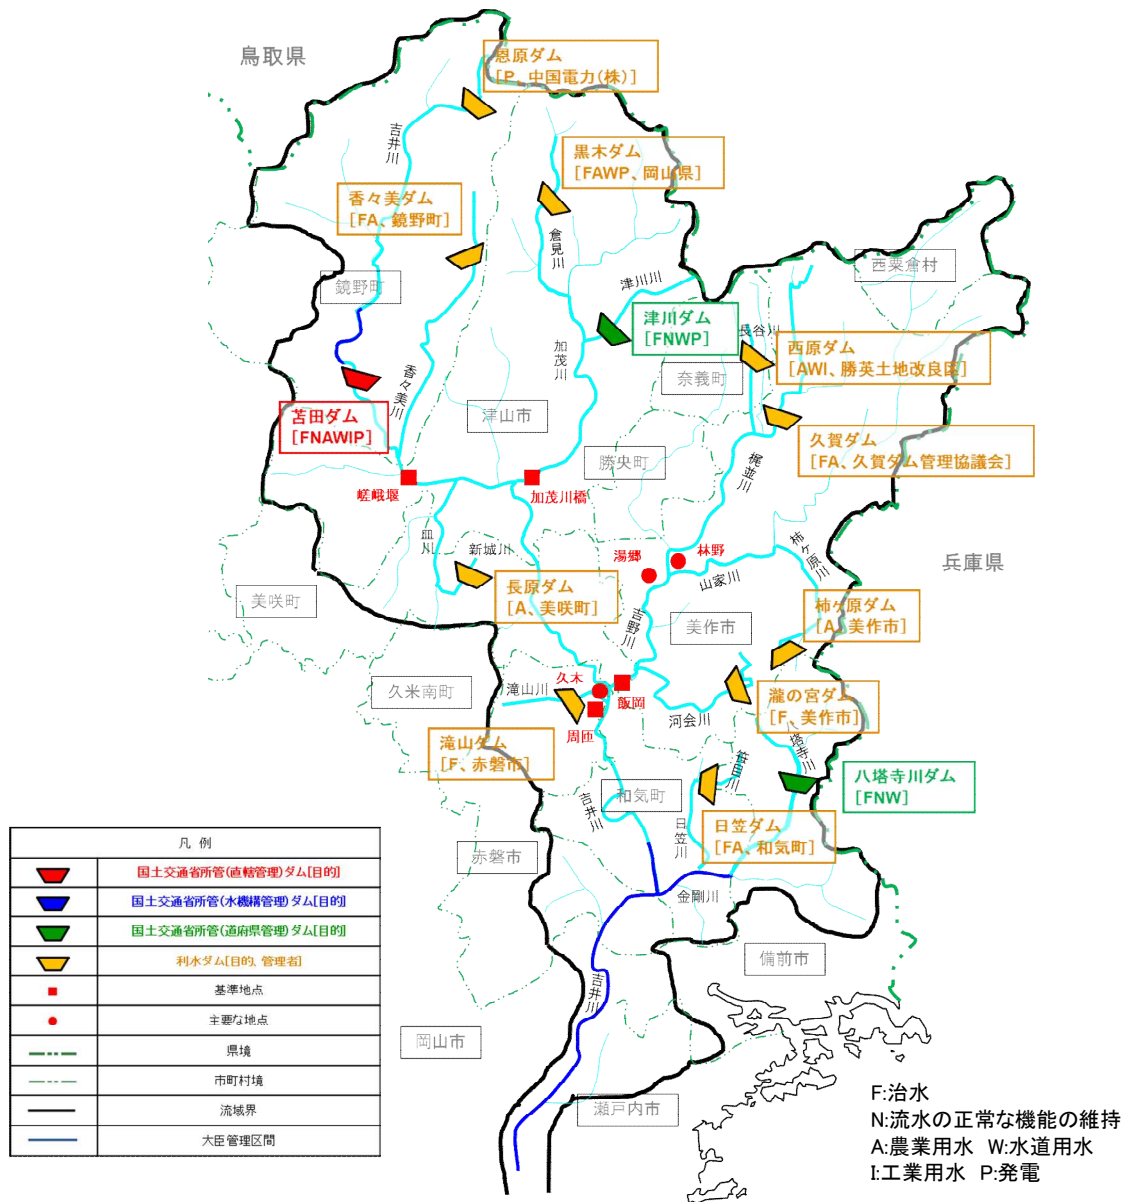 鳥取県
恩原ダム
[P、中国電力(株)]
吉井川
黒木ダム
[FAWP、岡山県]
香々美ダム
[FA、鏡野町]
倉見川
西粟倉村
鏡野町
津川川
津川ダム
[FNWP]
長谷川
西原ダム
[AWI、勝英土地改良区]
加茂川
奈義町
香々美川
苫田ダム
[FNAWIP]
津山市
久賀ダム
[FA、久賀ダム管理協議会]
勝央町
梶並川
嵯峨堰
加茂川橋
皿川
新城川
湯郷
林野
柿ヶ原川
山家川
兵庫県
長原ダム
[A、美咲町]
美咲町
吉野川
美作市
柿ヶ原ダム
[A、美作市]
久米南町
滝山川
久木
飯岡
周匝
河会川
瀧の宮ダム
[F、美作市]
滝山ダム
[F、赤磐市]
塔寺川
八塔寺川ダム
[FNW]
和気町
吉井川
笹目川
日笠川
日笠ダム
[FA、和気町]
赤磐市
金剛川
備前市
吉井川
岡山市
瀬戸内市
凡 例
国土交通省所管(直轄管理)ダム[目的]
国土交通省所管(水機構管理)ダム[目的]
国土交通省所管(道府県管理)ダム[目的]
利水ダム[目的、管理者]
基準地点
主要な地点
県境
市町村境
流域界
大臣管理区間
F:治水
N:流水の正常な機能の維持
A:農業用水 W:水道用水
I:工業用水 P:発電